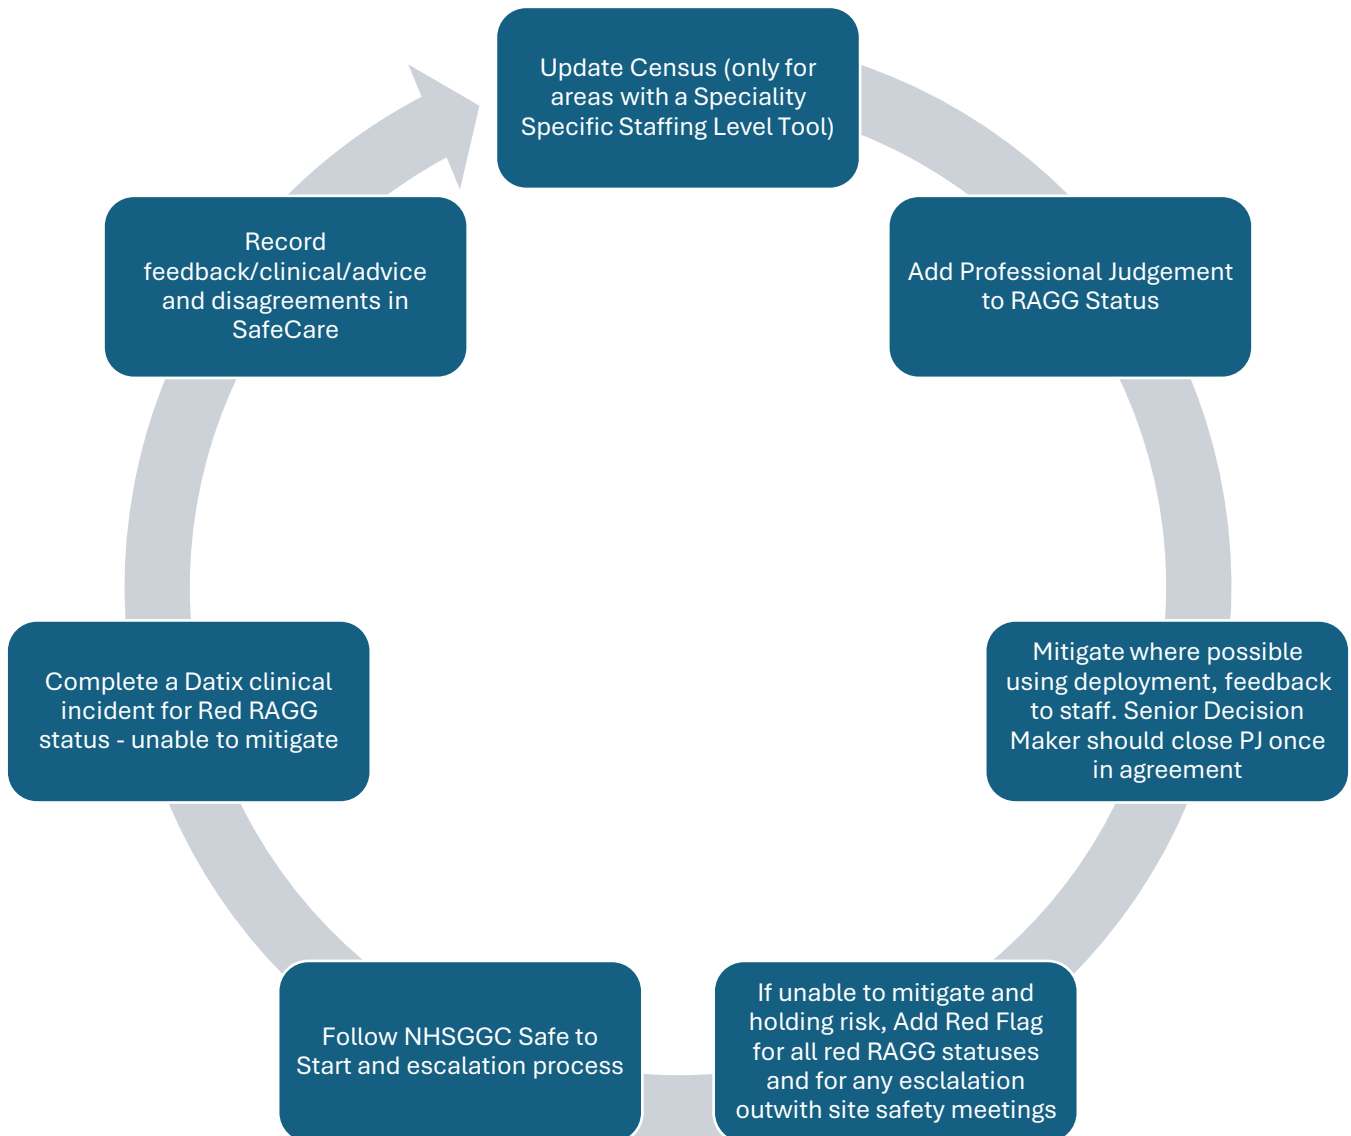 Update Census (only for
areas with a Speciality
Specific Staffing Level Tool)
Add Professional Judgement
to RAGG Status
Mitigate where possible
using deployment, feedback
to staff. Senior Decision
Maker should close PJ once
in agreement
If unable to mitigate and
holding risk, Add Red Flag
for all red RAGG statuses
and for any esclalation
outwith site safety meetings
Follow NHSGGC Safe to
Start and escalation process
Complete a Datix clinical
incident for Red RAGG
status - unable to mitigate
Record
feedback/clinical/advice
and disagreements in
SafeCare